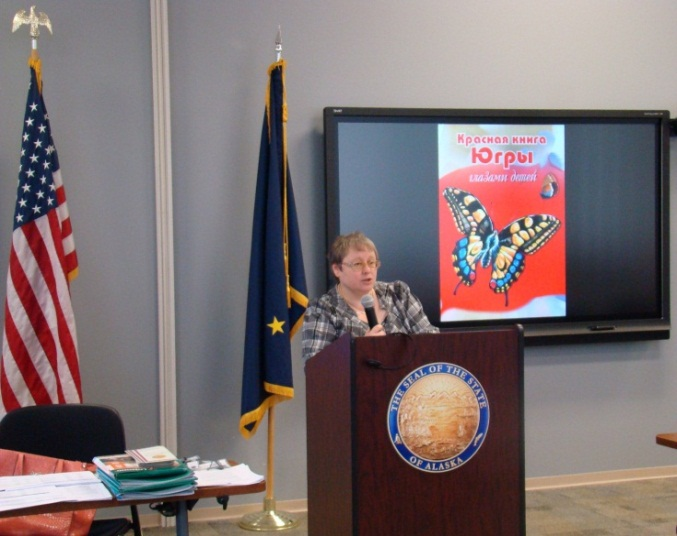 Красная книга
Югры
глазами детей
THE SEAL OF THE STATE
OF ALASKA